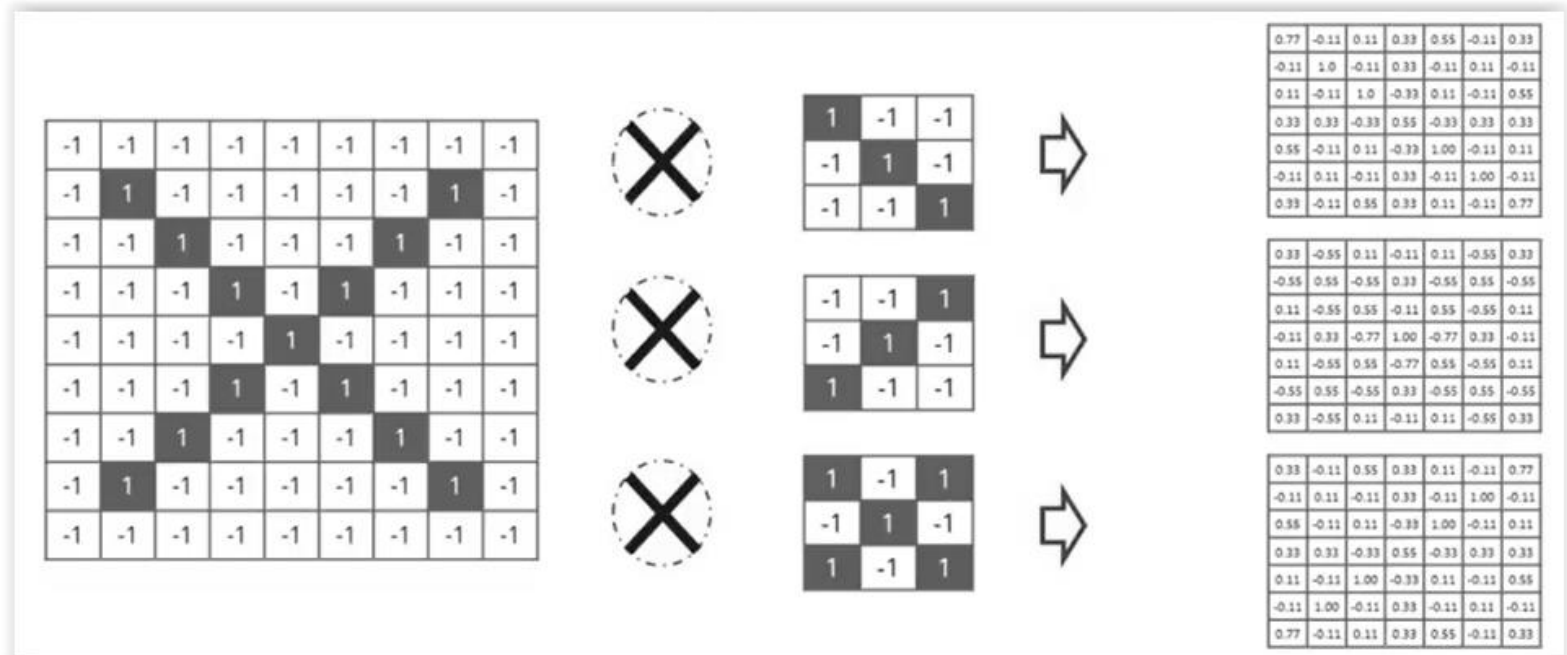 -1 -1 -1 -1 -1 -1 -1 -1 -1
-1 1 -1 -1 -1 -1 -1 1 -1
-1 -1 1 -1 -1 -1 1 -1 -1
-1 -1 -1 1 -1 1 -1 -1 -1
-1 -1 -1 -1 1 -1 -1 -1 -1
-1 -1 -1 1 -1 1 -1 -1 -1
-1 -1 1 -1 -1 -1 1 -1 -1
-1 1 -1 -1 -1 -1 -1 1 -1
-1 -1 -1 -1 -1 -1 -1 -1 -1
1 -1 -1
-1 1 -1
-1 -1 1
-1 -1 1
-1 1 -1
1 -1 -1
1 -1 1
-1 1 -1
1 -1 1
0.77 -0.11 0.11 0.33 0.55 -0.11 0.33
-0.11 1.0 -0.11 0.33 -0.11 0.11 -0.11
0.11 -0.11 1.0 -0.33 0.11 -0.11 0.55
0.33 0.33 -0.33 0.55 -0.33 0.33 0.33
0.55 -0.11 0.11 -0.33 1.00 -0.11 0.11
-0.11 0.11 -0.11 0.33 -0.11 1.00 -0.11
0.33 -0.11 0.55 0.33 0.11 -0.11 0.77
0.33 -0.55 0.11 -0.11 0.11 -0.55 0.33
-0.55 0.55 -0.55 0.33 -0.55 0.55 -0.55
0.11 -0.55 0.55 -0.11 0.55 -0.55 0.11
-0.11 0.33 -0.77 1.00 -0.77 0.33 -0.11
0.11 -0.55 0.55 -0.77 0.55 -0.55 0.11
-0.55 0.55 -0.55 0.33 -0.55 0.55 -0.55
0.33 -0.55 0.11 -0.11 0.11 -0.55 0.33
0.33 -0.11 0.55 0.33 0.11 -0.11 0.77
-0.11 0.11 -0.11 0.33 -0.11 1.00 -0.11
0.55 -0.11 0.11 -0.33 1.00 -0.11 0.11
0.33 0.33 -0.33 0.55 -0.33 0.33 0.33
0.11 -0.11 1.00 -0.33 0.11 -0.11 0.55
-0.11 1.00 -0.11 0.33 -0.11 0.11 -0.11
0.77 -0.11 0.11 0.33 0.55 -0.11 0.33